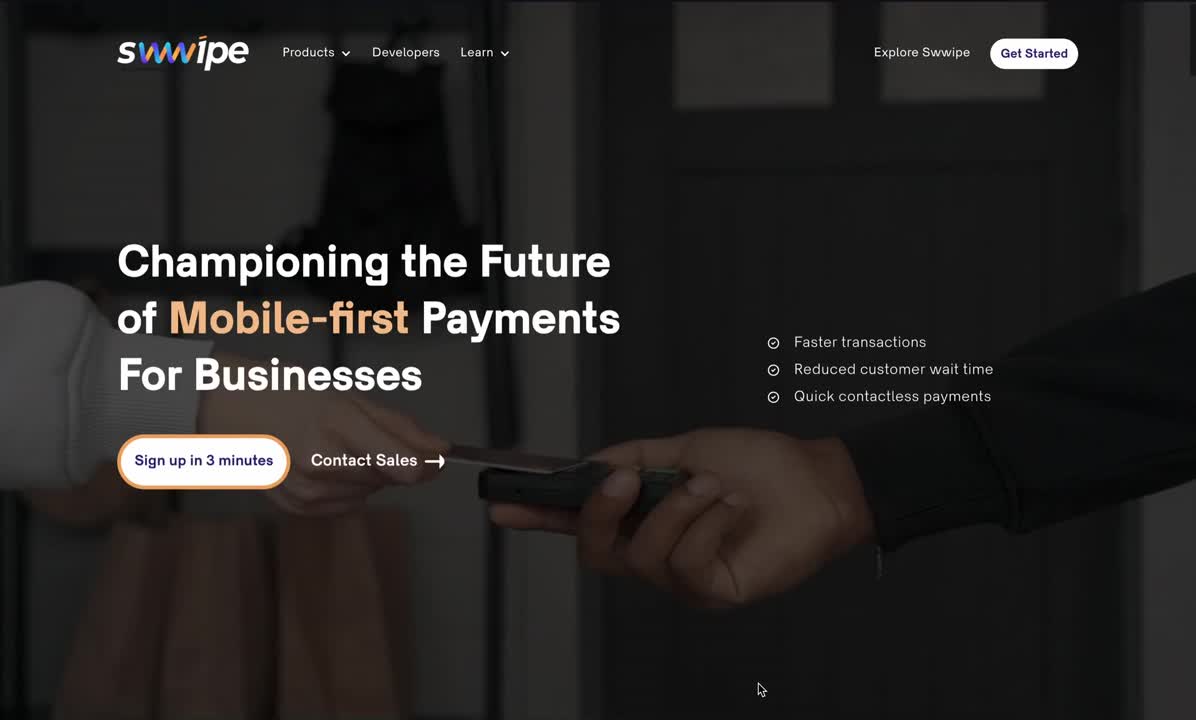 swwipe
Products
Developers
Learn
Explore Swwipe
Get Started
Championing the Future
of Mobile-first Payments
For Businesses
Faster transactions
Reduced customer wait time
Quick contactless payments
Sign up in 3 minutes
Contact Sales